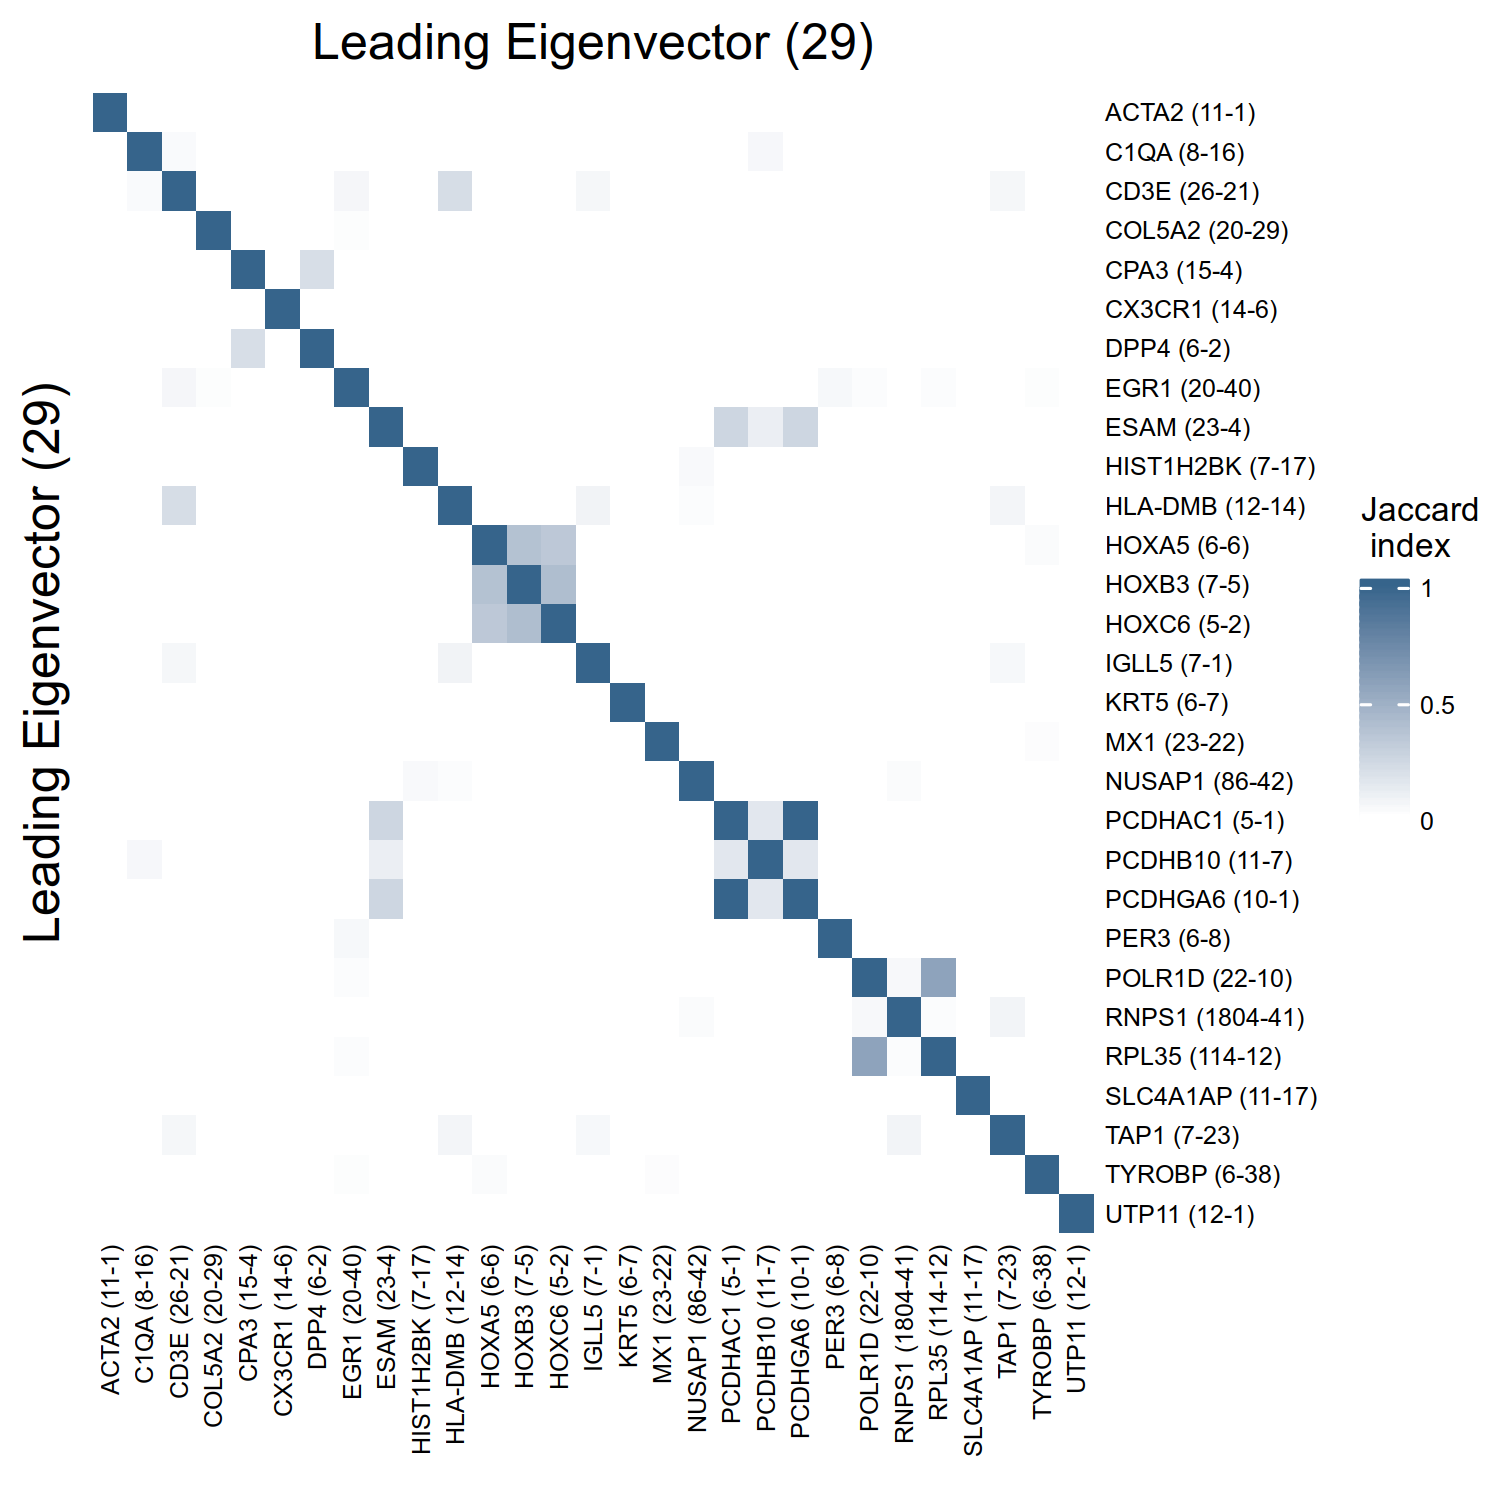 Leading Eigenvector (29)
Leading Eigenvector (29)
ACTA2 (11-1)
C1QA (8-16)
CD3E (26-21)
COL5A2 (20-29)
CPA3 (15-4)
CX3CR1 (14-6)
DPP4 (6-2)
EGR1 (20-40)
ESAM (23-4)
HIST1H2BK (7-17)
HLA-DMB (12-14)
HOXA5 (6-6)
HOXB3 (7-5)
HOXC6 (5-2)
IGLL5 (7-1)
KRT5 (6-7)
MX1 (23-22)
NUSAP1 (86-42)
PCDHAC1 (5-1)
PCDHB10 (11-7)
PCDHGA6 (10-1)
PER3 (6-8)
POLR1D (22-10)
RNPS1 (1804-41)
RPL35 (114-12)
SLC4A1AP (11-17)
TAP1 (7-23)
TYROBP (6-38)
UTP11 (12-1)
Jaccard
index
1
0.5
0
ACTA2 (11-1)
C1QA (8-16)
CD3E (26-21)
COL5A2 (20-29)
CPA3 (15-4)
CX3CR1 (14-6)
DPP4 (6-2)
EGR1 (20-40)
ESAM (23-4)
HIST1H2BK (7-17)
HLA-DMB (12-14)
HOXA5 (6-6)
HOXB3 (7-5)
HOXC6 (5-2)
IGLL5 (7-1)
KRT5 (6-7)
MX1 (23-22)
NUSAP1 (86-42)
PCDHAC1 (5-1)
PCDHB10 (11-7)
PCDHGA6 (10-1)
PER3 (6-8)
POLR1D (22-10)
RNPS1 (1804-41)
RPL35 (114-12)
SLC4A1AP (11-17)
TAP1 (7-23)
TYROBP (6-38)
UTP11 (12-1)